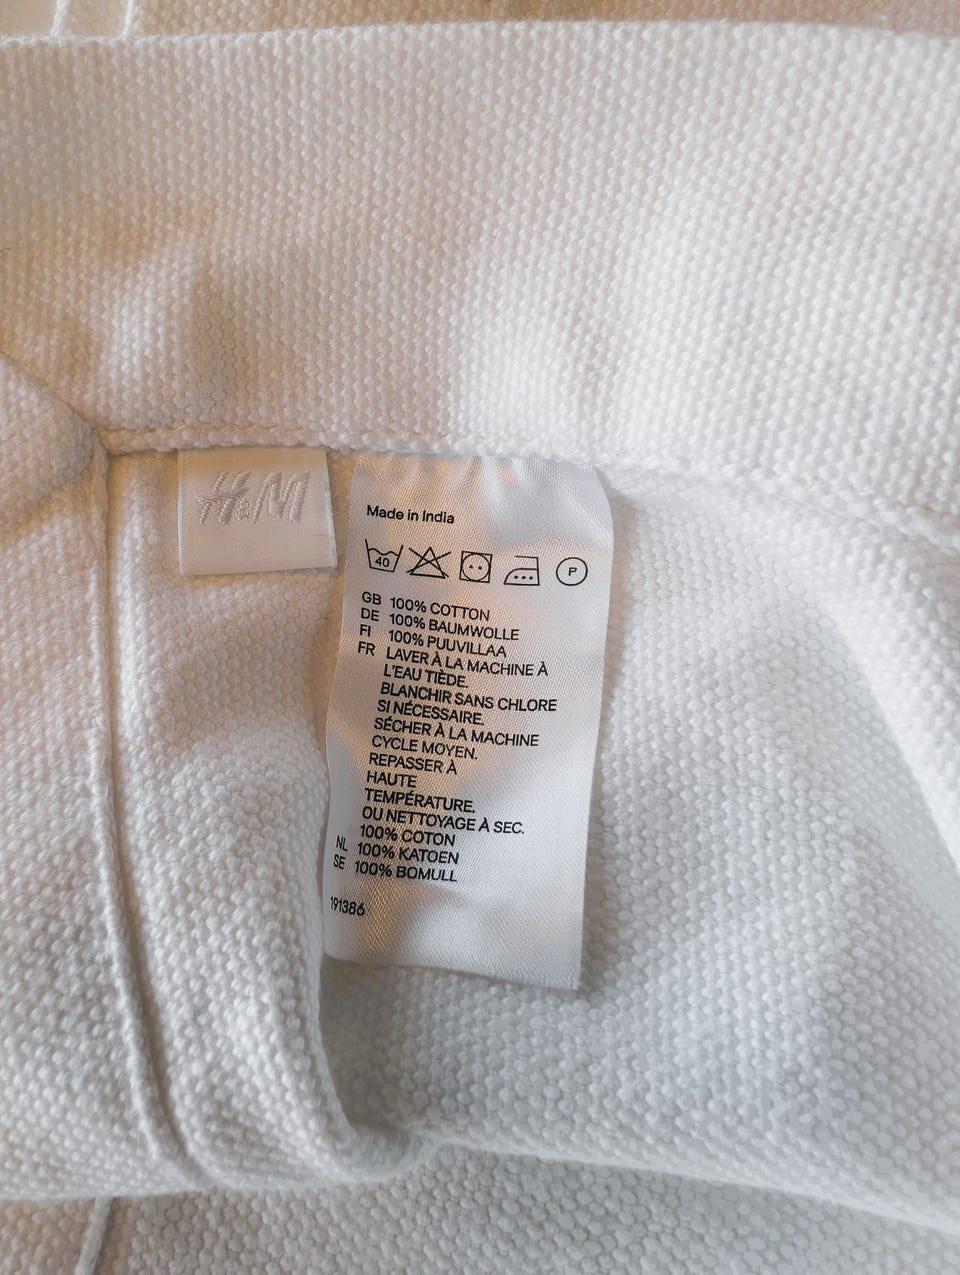 H&M
Made in India
40 P
GB 100% COTTON
DE 100% BAUMWOLLE
FI 100% PUUVILLAA
FR LAVER À LA MACHINE À
L'EAU TIÈDE.
BLANCHIR SANS CHLORE
SI NÉCESSAIRE.
SÉCHER À LA MACHINE
CYCLE MOYEN.
REPASSER À
HAUTE
TEMPÉRATURE.
OU NETTOYAGE À SEC.
100% COTON
NL 100% KATOEN
SE 100% BOMULL
191386